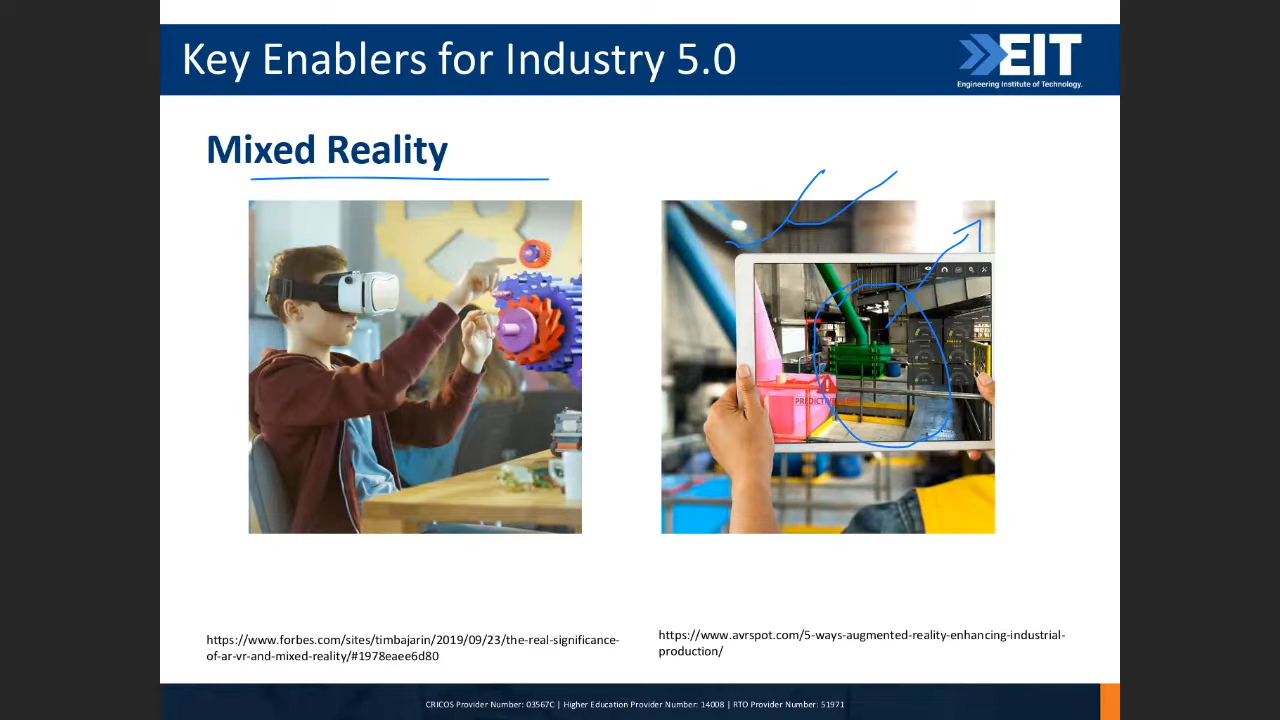 Key Enablers for Industry 5.0
EIT
Engineering Institute of Technology.
Mixed Reality
https://www.forbes.com/sites/timbajarin/2019/09/23/the-real-significance-
of-ar-vr-and-mixed-reality/#1978eaee6d80
https://www.avrspot.com/5-ways-augmented-reality-enhancing-industrial-
production/
CRICOS Provider Number: 03567C | Higher Education Provider Number: 14008 | RTO Provider Number: 51971